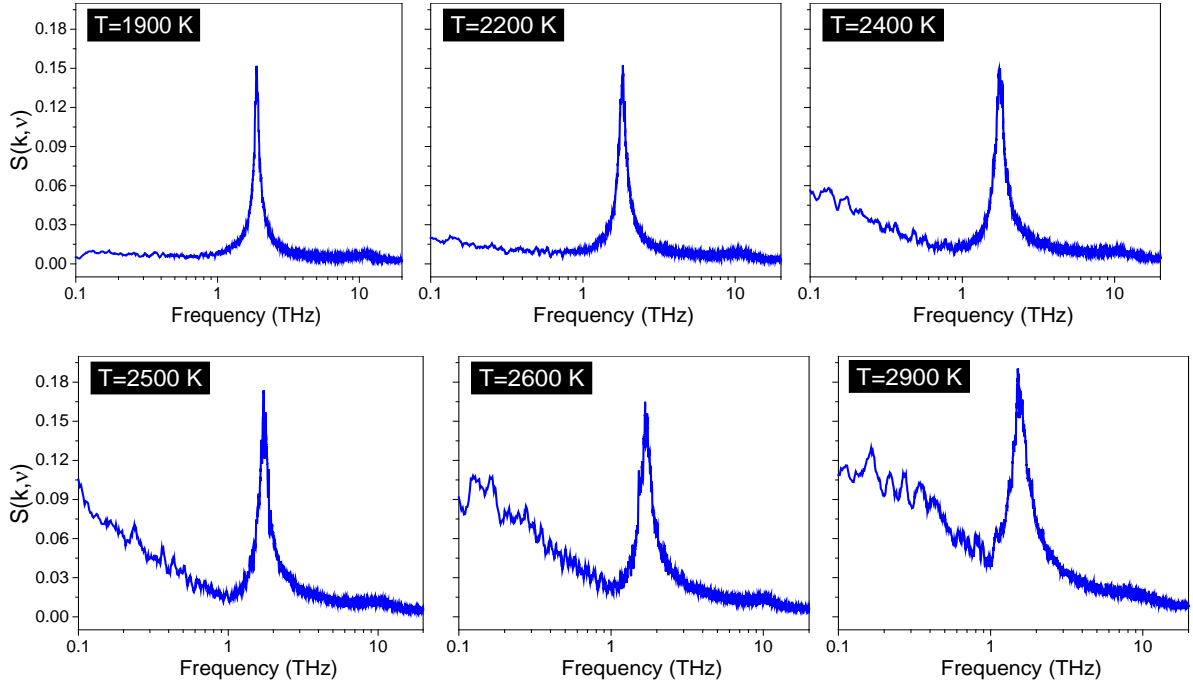 T=1900 K
T=2200 K
T=2400 K
0.18
0.15
0.12
0.09
0.06
0.03
0.00
S(k,ν)
0.1 1 10
0.1 1 10
0.1 1 10
Frequency (THz)
Frequency (THz)
Frequency (THz)
T=2500 K
T=2600 K
T=2900 K
0.18
0.15
0.12
0.09
0.06
0.03
0.00
S(k,ν)
0.1 1 10
0.1 1 10
0.1 1 10
Frequency (THz)
Frequency (THz)
Frequency (THz)